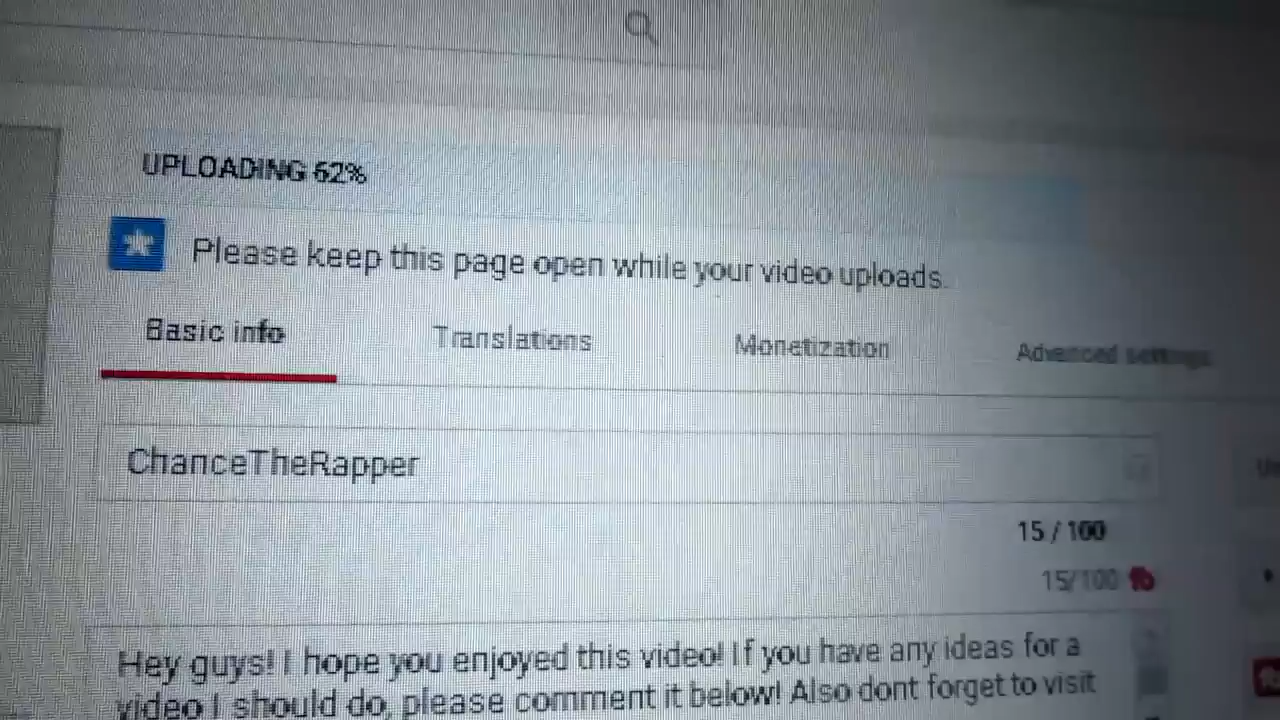 UPLOADING 62%
Please keep this page open while your video uploads.
Basic info
Translations
Monetization
Advanced settings
ChanceTheRapper
15 / 100
15/100
Hey guys! I hope you enjoyed this video! If you have any ideas for a
video I should do, please comment it below! Also dont forget to visit